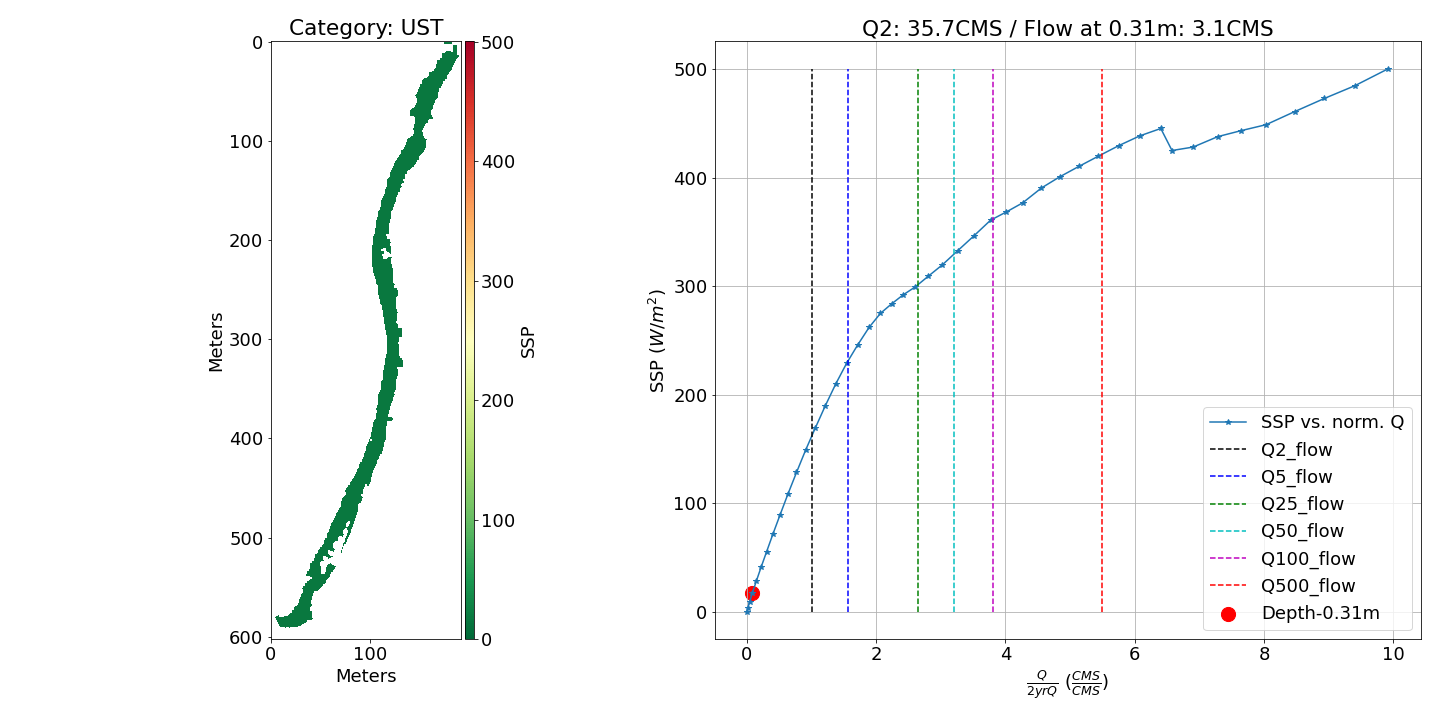 Category: UST
0
100
200
300
400
500
600
Meters
0
100
Meters
500
400
300
200
100
0
SSP
Q2: 35.7CMS / Flow at 0.31m: 3.1CMS
500
400
300
200
100
0
SSP (W/m²)
0 2 4 6 8 10
Q/2yrQ (CMS/CMS)
SSP vs. norm. Q
Q2_flow
Q5_flow
Q25_flow
Q50_flow
Q100_flow
Q500_flow
Depth-0.31m